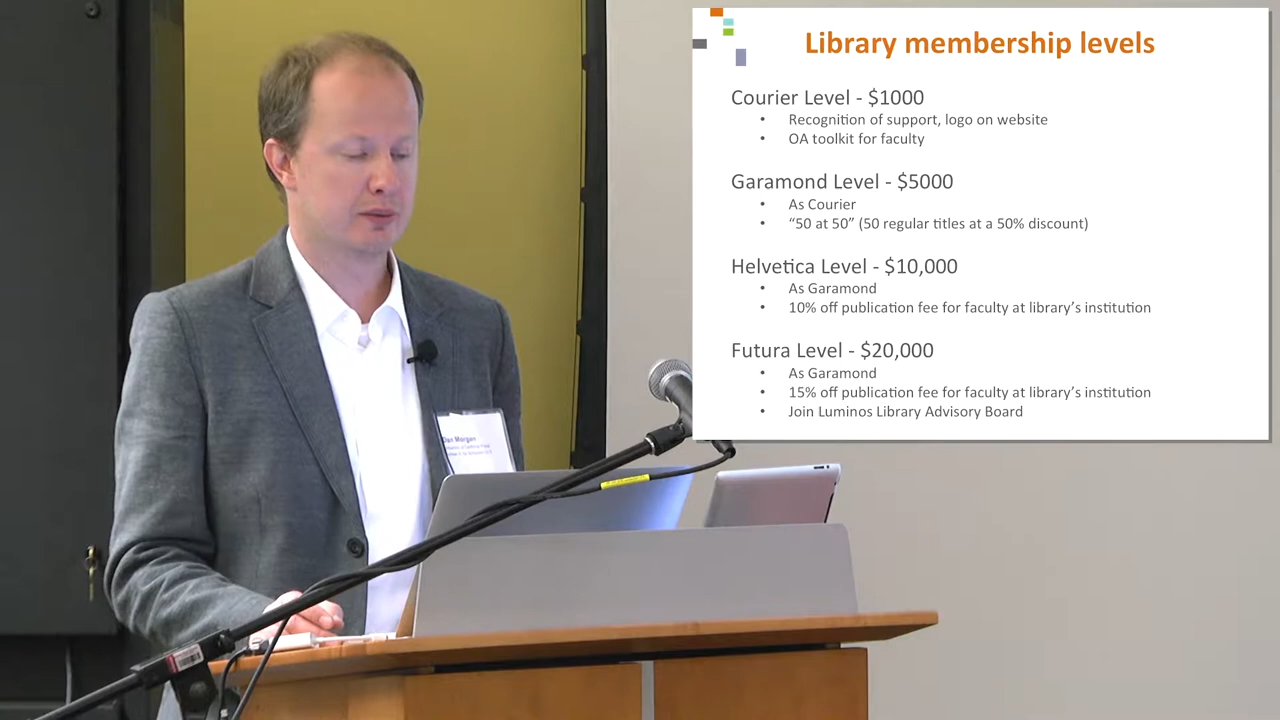 Library membership levels
Courier Level - $1000
• Recognition of support, logo on website
• OA toolkit for faculty
Garamond Level - $5000
• As Courier
• “50 at 50” (50 regular titles at a 50% discount)
Helvetica Level - $10,000
• As Garamond
• 10% off publication fee for faculty at library’s institution
Futura Level - $20,000
• As Garamond
• 15% off publication fee for faculty at library’s institution
• Join Luminos Library Advisory Board
Dan Morgan